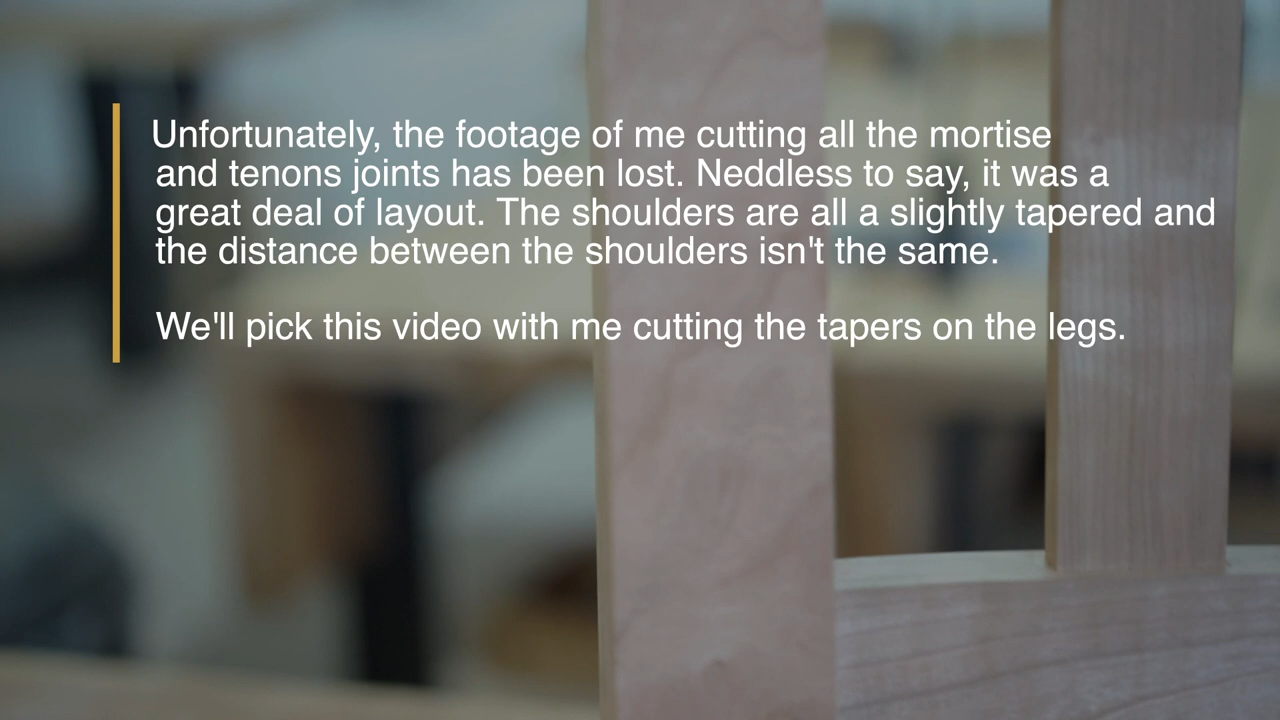 Unfortunately, the footage of me cutting all the mortise
and tenons joints has been lost. Neddless to say, it was a
great deal of layout. The shoulders are all a slightly tapered and
the distance between the shoulders isn't the same.
We'll pick this video with me cutting the tapers on the legs.